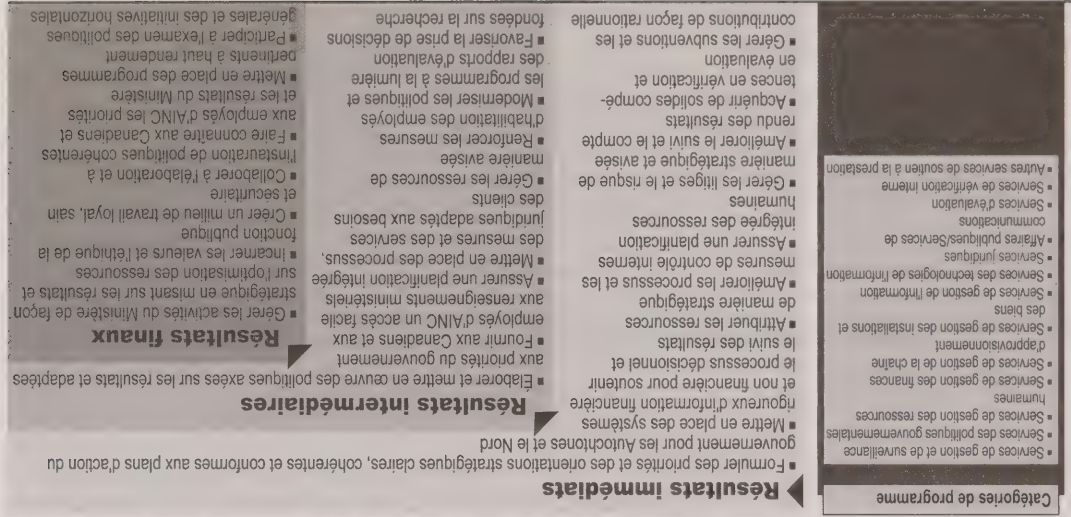 Catégories de programme
▪ Services de gestion et de surveillance
▪ Services des politiques gouvernementales
▪ Services de gestion des ressources
humaines
▪ Services de gestion des finances
▪ Services de gestion de la chaîne
d'approvisionnement
▪ Services de gestion des installations et
des biens
▪ Services de gestion de l'information
▪ Services des technologies de l'information
▪ Services juridiques
▪ Affaires publiques/Services de
communications
▪ Services d'évaluation
▪ Services de vérification interne
▪ Autres services de soutien à la prestation
Résultats immédiats
▪ Formuler des priorités et des orientations stratégiques claires, cohérentes et conformes aux plans d'action du
gouvernement pour les Autochtones et le Nord
▪ Mettre en place des systèmes
rigoureux d'information financière
et non financière pour soutenir
le processus décisionnel et
le suivi des résultats
▪ Attribuer les ressources
de manière stratégique
▪ Améliorer les processus et les
mesures de contrôle internes
▪ Assurer une planification
intégrée des ressources
humaines
▪ Gérer les litiges et le risque de
manière stratégique et avisée
▪ Améliorer le suivi et le compte
rendu des résultats
▪ Acquérir de solides compé-
tences en vérification et
en évaluation
▪ Gérer les subventions et les
contributions de façon rationnelle
Résultats intermédiaires
▪ Élaborer et mettre en œuvre des politiques axées sur les résultats et adaptées
aux priorités du gouvernement
▪ Fournir aux Canadiens et aux
employés d'AINC un accès facile
aux renseignements ministériels
▪ Assurer une planification intégrée
▪ Mettre en place des processus,
des mesures et des services
juridiques adaptés aux besoins
des clients
▪ Gérer les ressources de
manière avisée
▪ Renforcer les mesures
d'habilitation des employés
▪ Moderniser les politiques et
les programmes à la lumière
des rapports d'évaluation
▪ Favoriser la prise de décisions
fondées sur la recherche
Résultats finaux
▪ Gérer les activités du Ministère de façon
stratégique en misant sur les résultats et
sur l'optimisation des ressources
▪ Incarner les valeurs et l'éthique de la
fonction publique
▪ Créer un milieu de travail loyal, sain
et sécuritaire
▪ Collaborer à l'élaboration et à
l'instauration de politiques cohérentes
▪ Faire connaître aux Canadiens et
aux employés d'AINC les priorités
et les résultats du Ministère
▪ Mettre en place des programmes
pertinents à haut rendement
▪ Participer à l'examen des politiques
générales et des initiatives horizontales